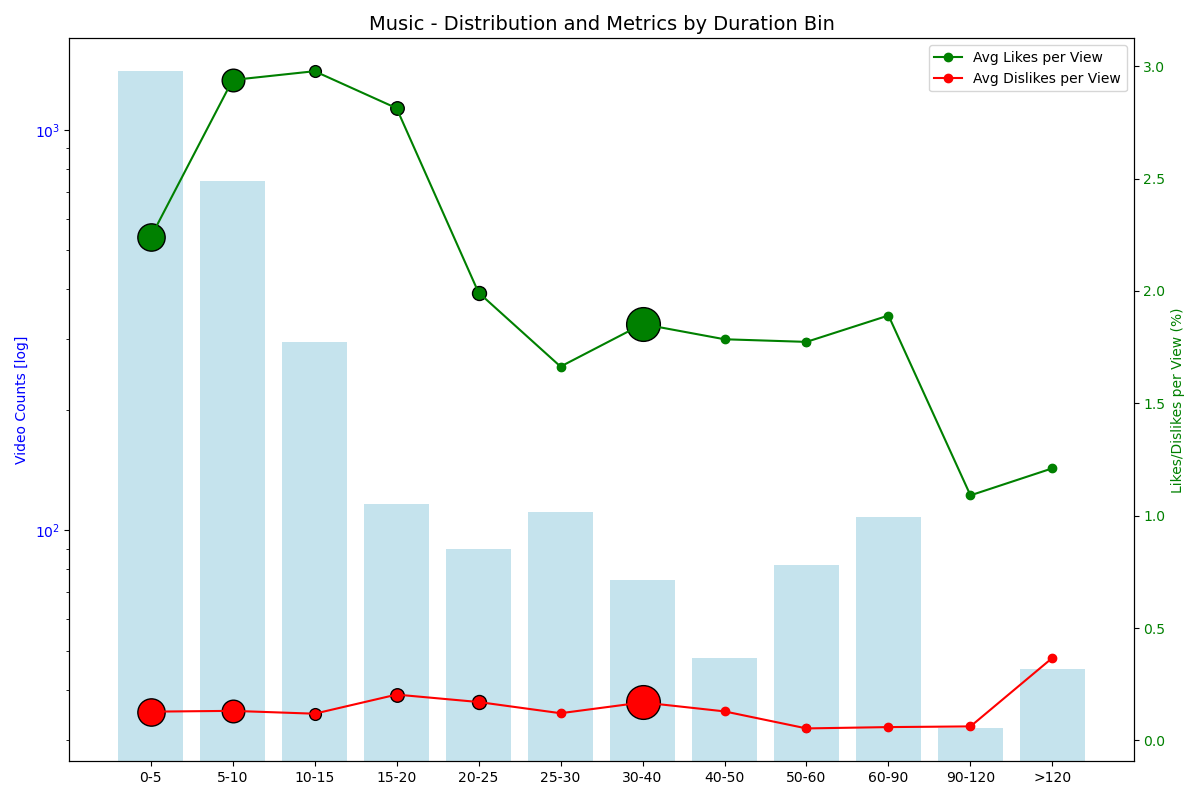 Music - Distribution and Metrics by Duration Bin
Avg Likes per View
Avg Dislikes per View
Video Counts [log]
10³
10²
Likes/Dislikes per View (%)
3.0
2.5
2.0
1.5
1.0
0.5
0.0
0-5 5-10 10-15 15-20 20-25 25-30 30-40 40-50 50-60 60-90 90-120 >120